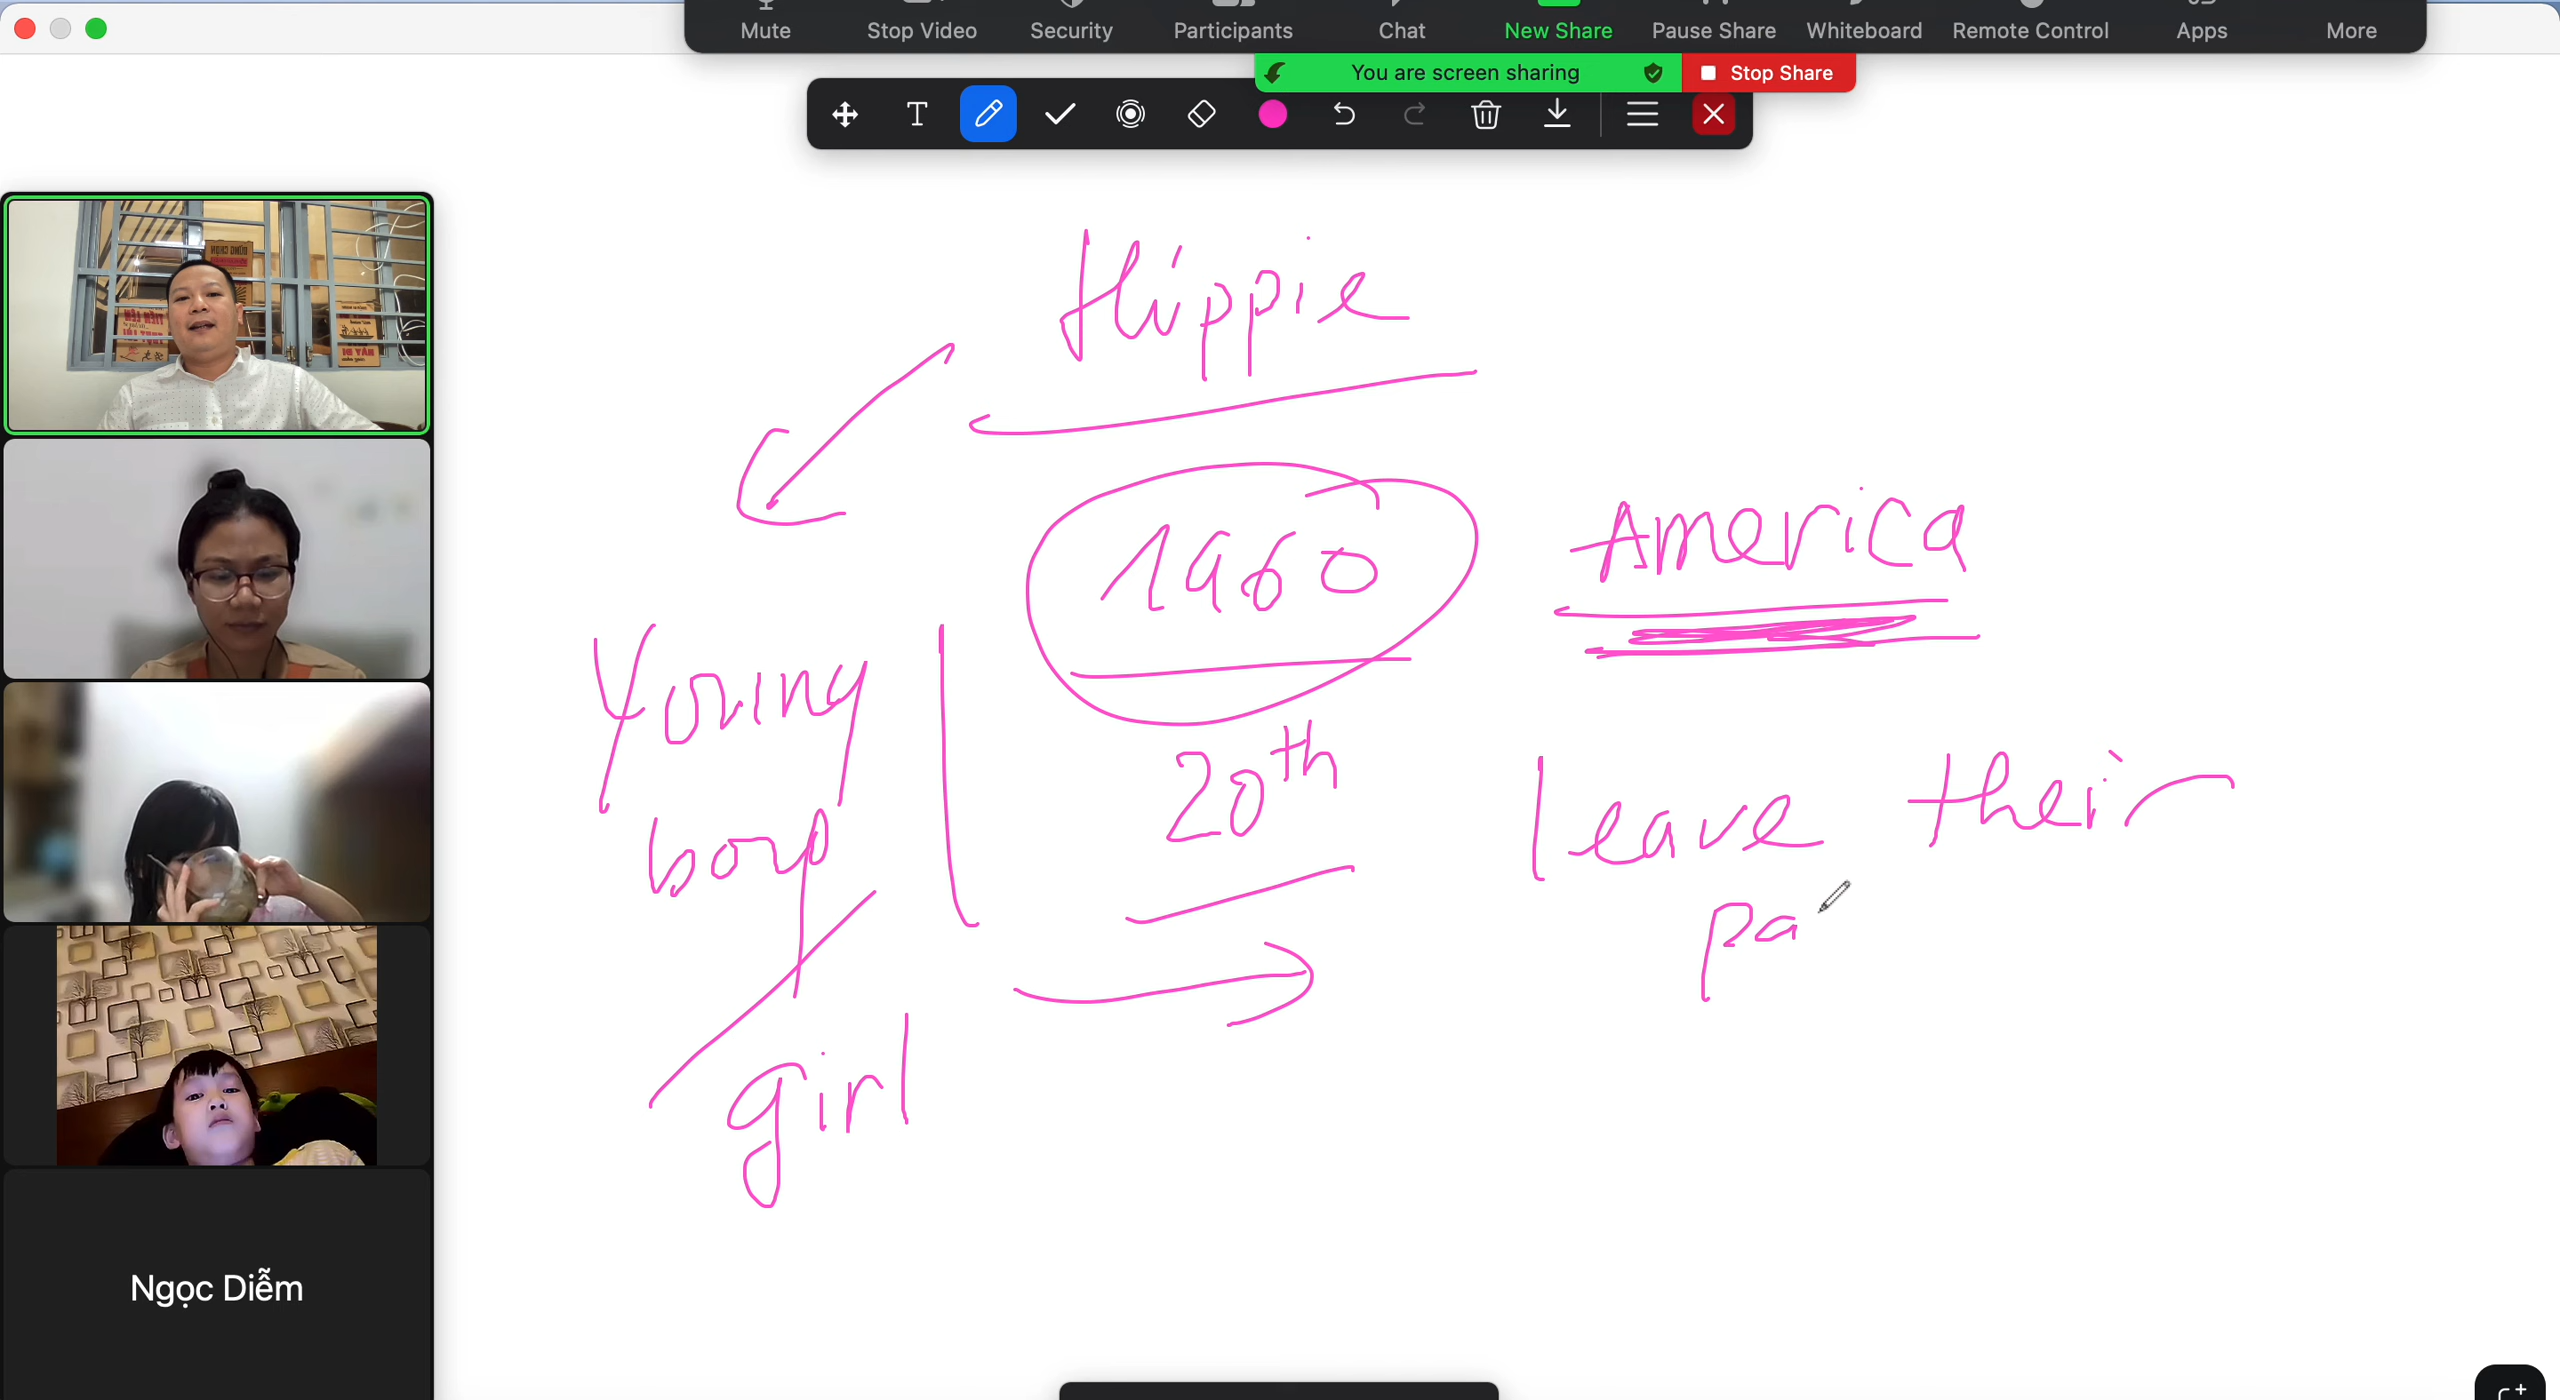 Mute Stop Video Security Participants Chat New Share Pause Share Whiteboard Remote Control Apps More
You are screen sharing Stop Share
Hippie
1960
America
Young
boy
girl
20th
leave their
pa
Ngọc Diễm